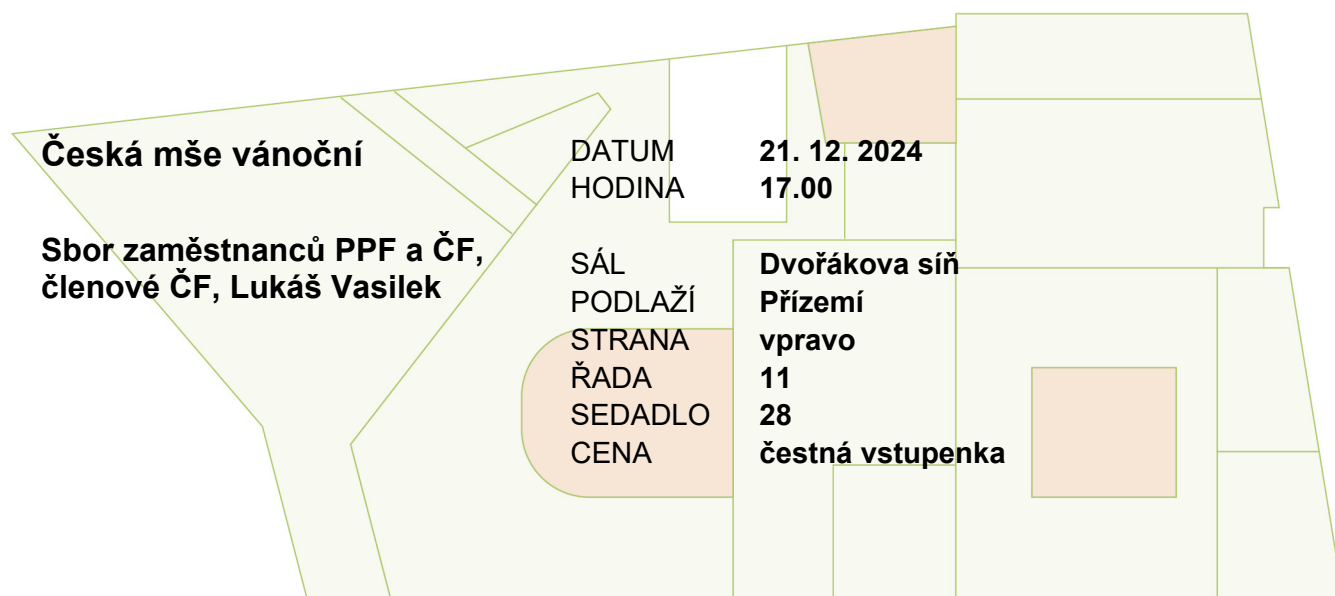 Česká mše vánoční
Sbor zaměstnanců PPF a ČF,
členové ČF, Lukáš Vasilek
DATUM 21. 12. 2024
HODINA 17.00
SÁL Dvořákova síň
PODLAŽÍ Přízemí
STRANA vpravo
ŘADA 11
SEDADLO 28
CENA čestná vstupenka